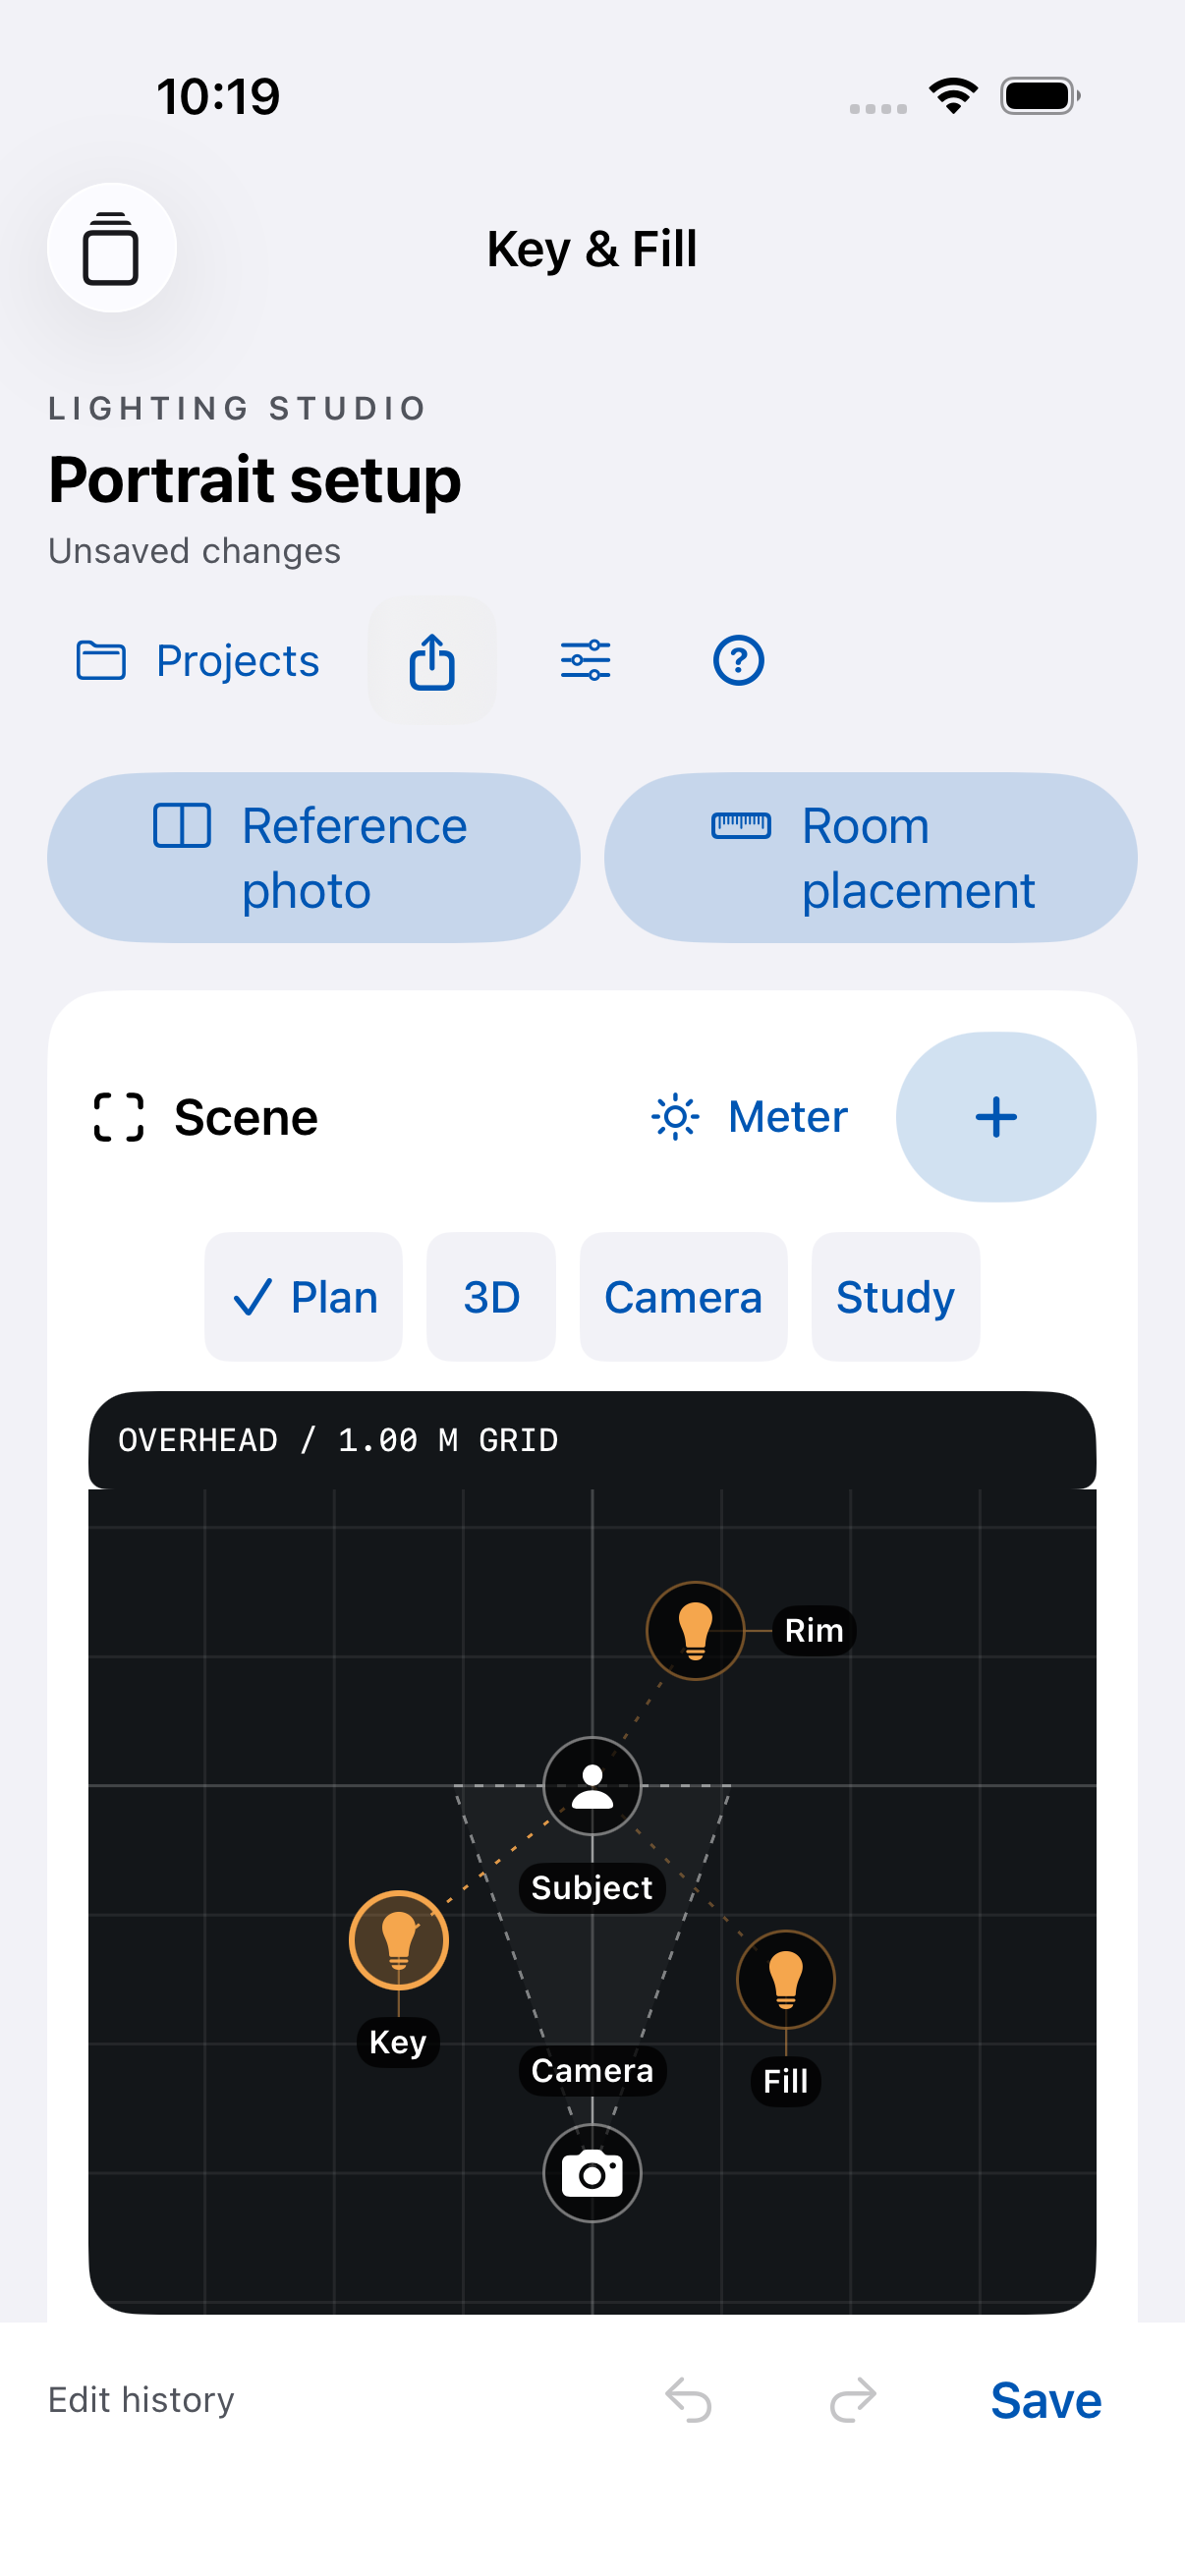 10:19
Key & Fill
LIGHTING STUDIO
Portrait setup
Unsaved changes
Projects
Reference
photo
Room
placement
Scene
Meter
Plan
3D
Camera
Study
OVERHEAD / 1.00 M GRID
Rim
Subject
Key
Camera
Fill
Edit history
Save